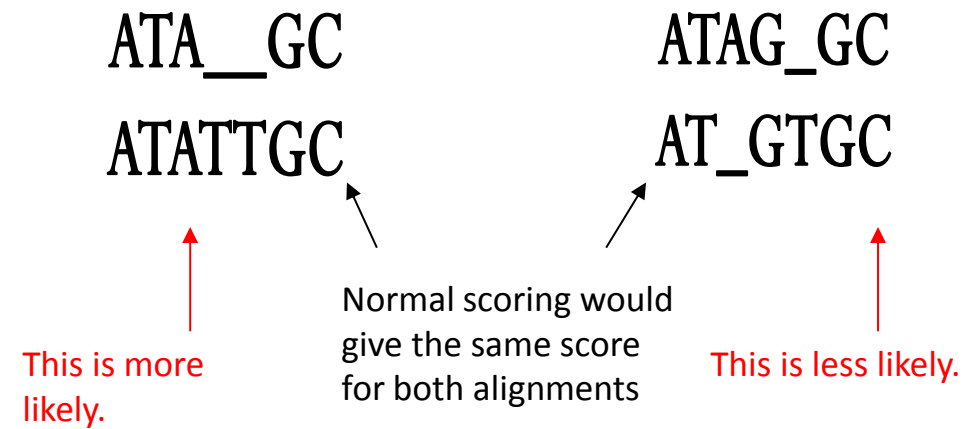 ATA__GC
ATATTGC
ATAG_GC
AT_GTGC
Normal scoring would
give the same score
for both alignments
This is more
likely.
This is less likely.